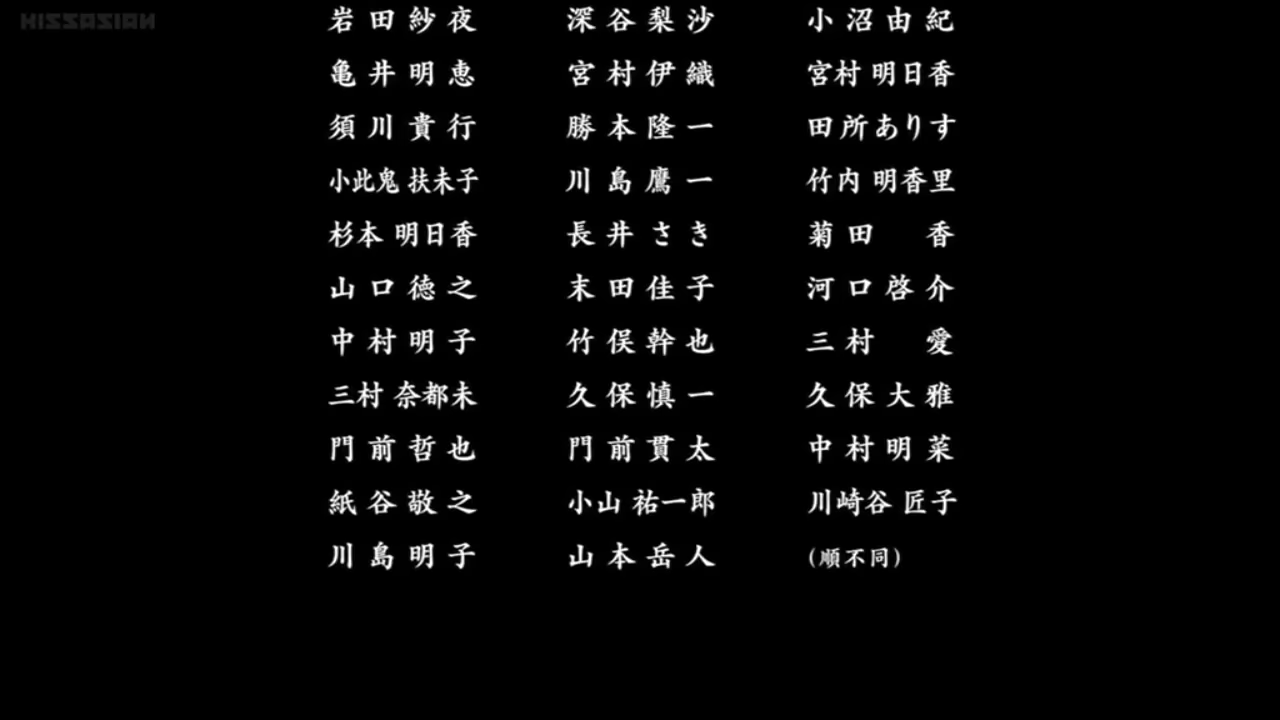 KISSASIAN
岩田紗夜 深谷梨沙 小沼由紀
亀井明恵 宮村伊織 宮村明日香
須川貴行 勝本隆一 田所ありす
小此鬼扶未子 川島鷹一 竹内明香里
杉本明日香 長井さき 菊田香
山口徳之 末田佳子 河口啓介
中村明子 竹俣幹也 三村愛
三村奈都未 久保慎一 久保大雅
門前哲也 門前貫太 中村明菜
紙谷敬之 小山祐一郎 川崎谷匠子
川島明子 山本岳人 (順不同)